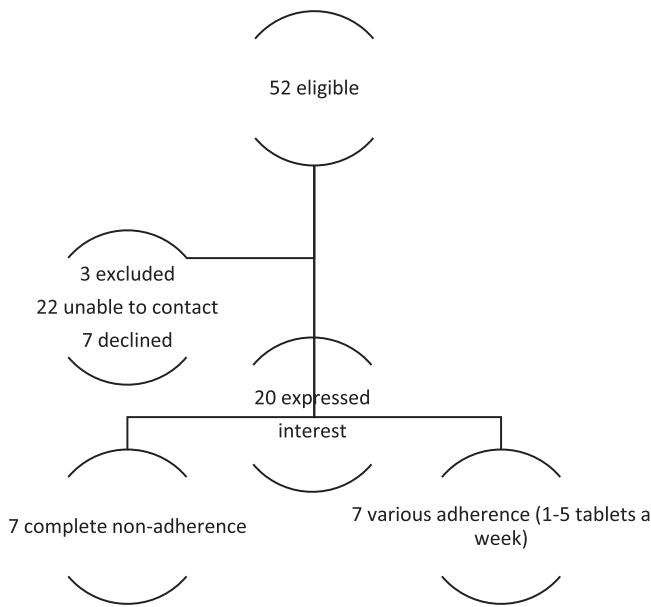 52 eligible
3 excluded
22 unable to contact
7 declined
20 expressed
interest
7 complete non-adherence
7 various adherence (1-5 tablets a
week)